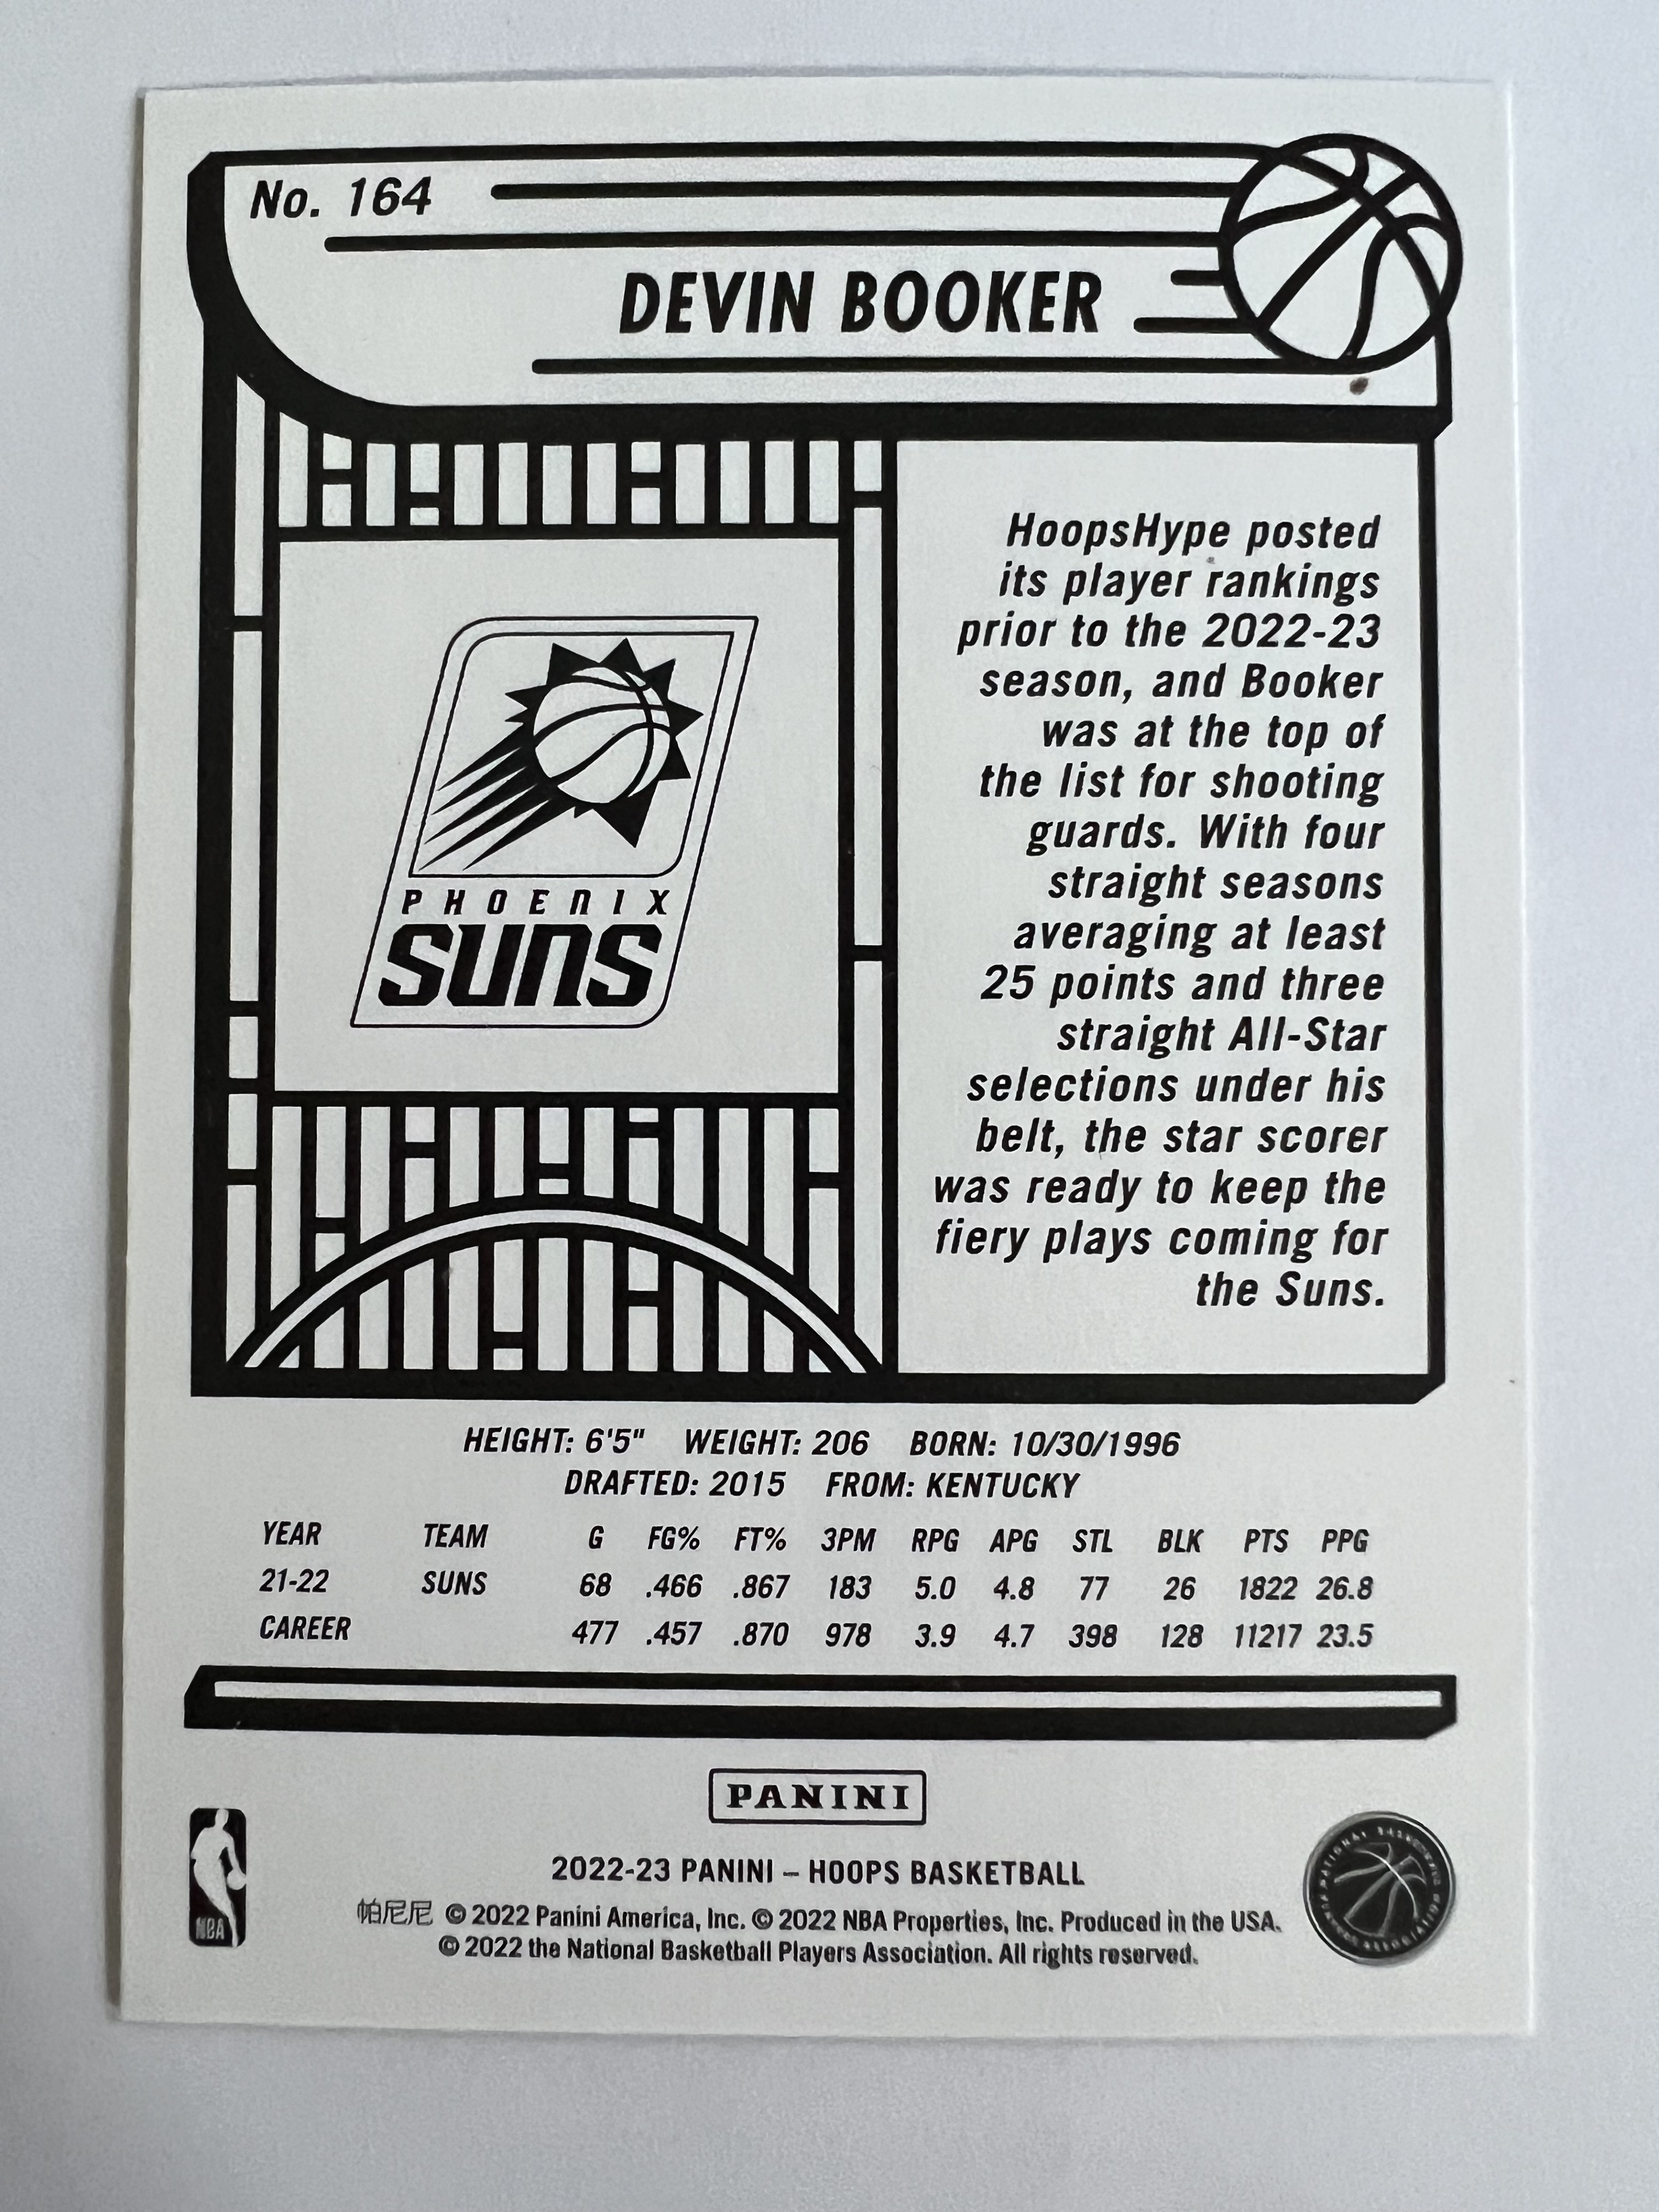 No. 164
DEVIN BOOKER
HoopsHype posted
its player rankings
prior to the 2022-23
season, and Booker
was at the top of
the list for shooting
guards. With four
straight seasons
averaging at least
25 points and three
straight All-Star
selections under his
belt, the star scorer
was ready to keep the
fiery plays coming for
the Suns.
PHOENIX
SUNS
HEIGHT: 6'5" WEIGHT: 206 BORN: 10/30/1996
DRAFTED: 2015 FROM: KENTUCKY
YEAR TEAM G FG% FT% 3PM RPG APG STL BLK PTS PPG
21-22 SUNS 68 .466 .867 183 5.0 4.8 77 26 1822 26.8
CAREER 477 .457 .870 978 3.9 4.7 398 128 11217 23.5
PANINI
NBA
2022-23 PANINI – HOOPS BASKETBALL
帕尼尼 © 2022 Panini America, Inc. © 2022 NBA Properties, Inc. Produced in the USA.
© 2022 the National Basketball Players Association. All rights reserved.